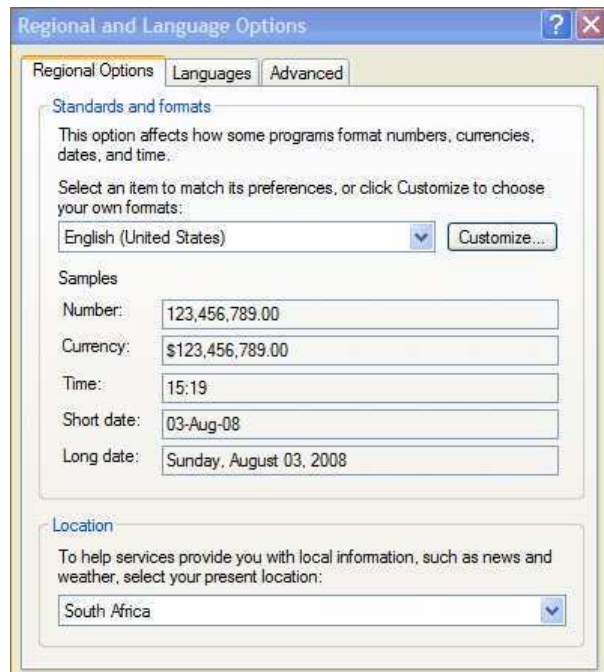 Regional and Language Options
Regional Options Languages Advanced
Standards and formats
This option affects how some programs format numbers, currencies,
dates, and time.
Select an item to match its preferences, or click Customize to choose
your own formats:
English (United States) Customize...
Samples
Number: 123,456,789.00
Currency: $123,456,789.00
Time: 15:19
Short date: 03-Aug-08
Long date: Sunday, August 03, 2008
Location
To help services provide you with local information, such as news and
weather, select your present location:
South Africa